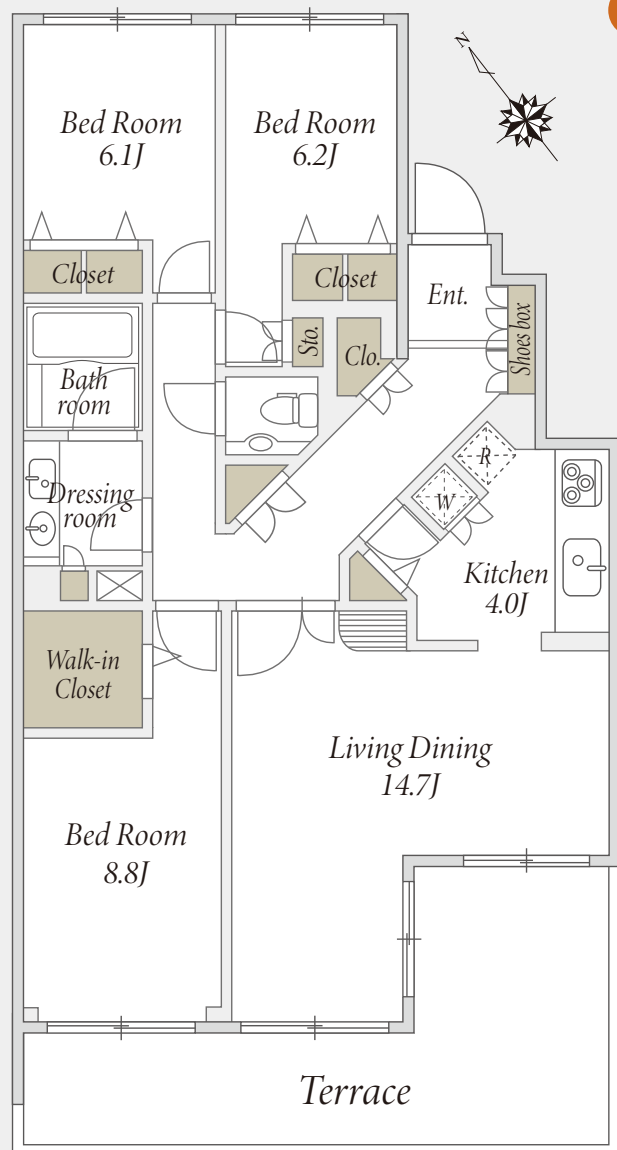 N
Bed Room
6.1J
Bed Room
6.2J
Closet
Closet
Ent.
Shoes box
Sto.
Clo.
Bath
room
R
W
Dressing
room
Kitchen
4.0J
Walk-in
Closet
Living Dining
14.7J
Bed Room
8.8J
Terrace